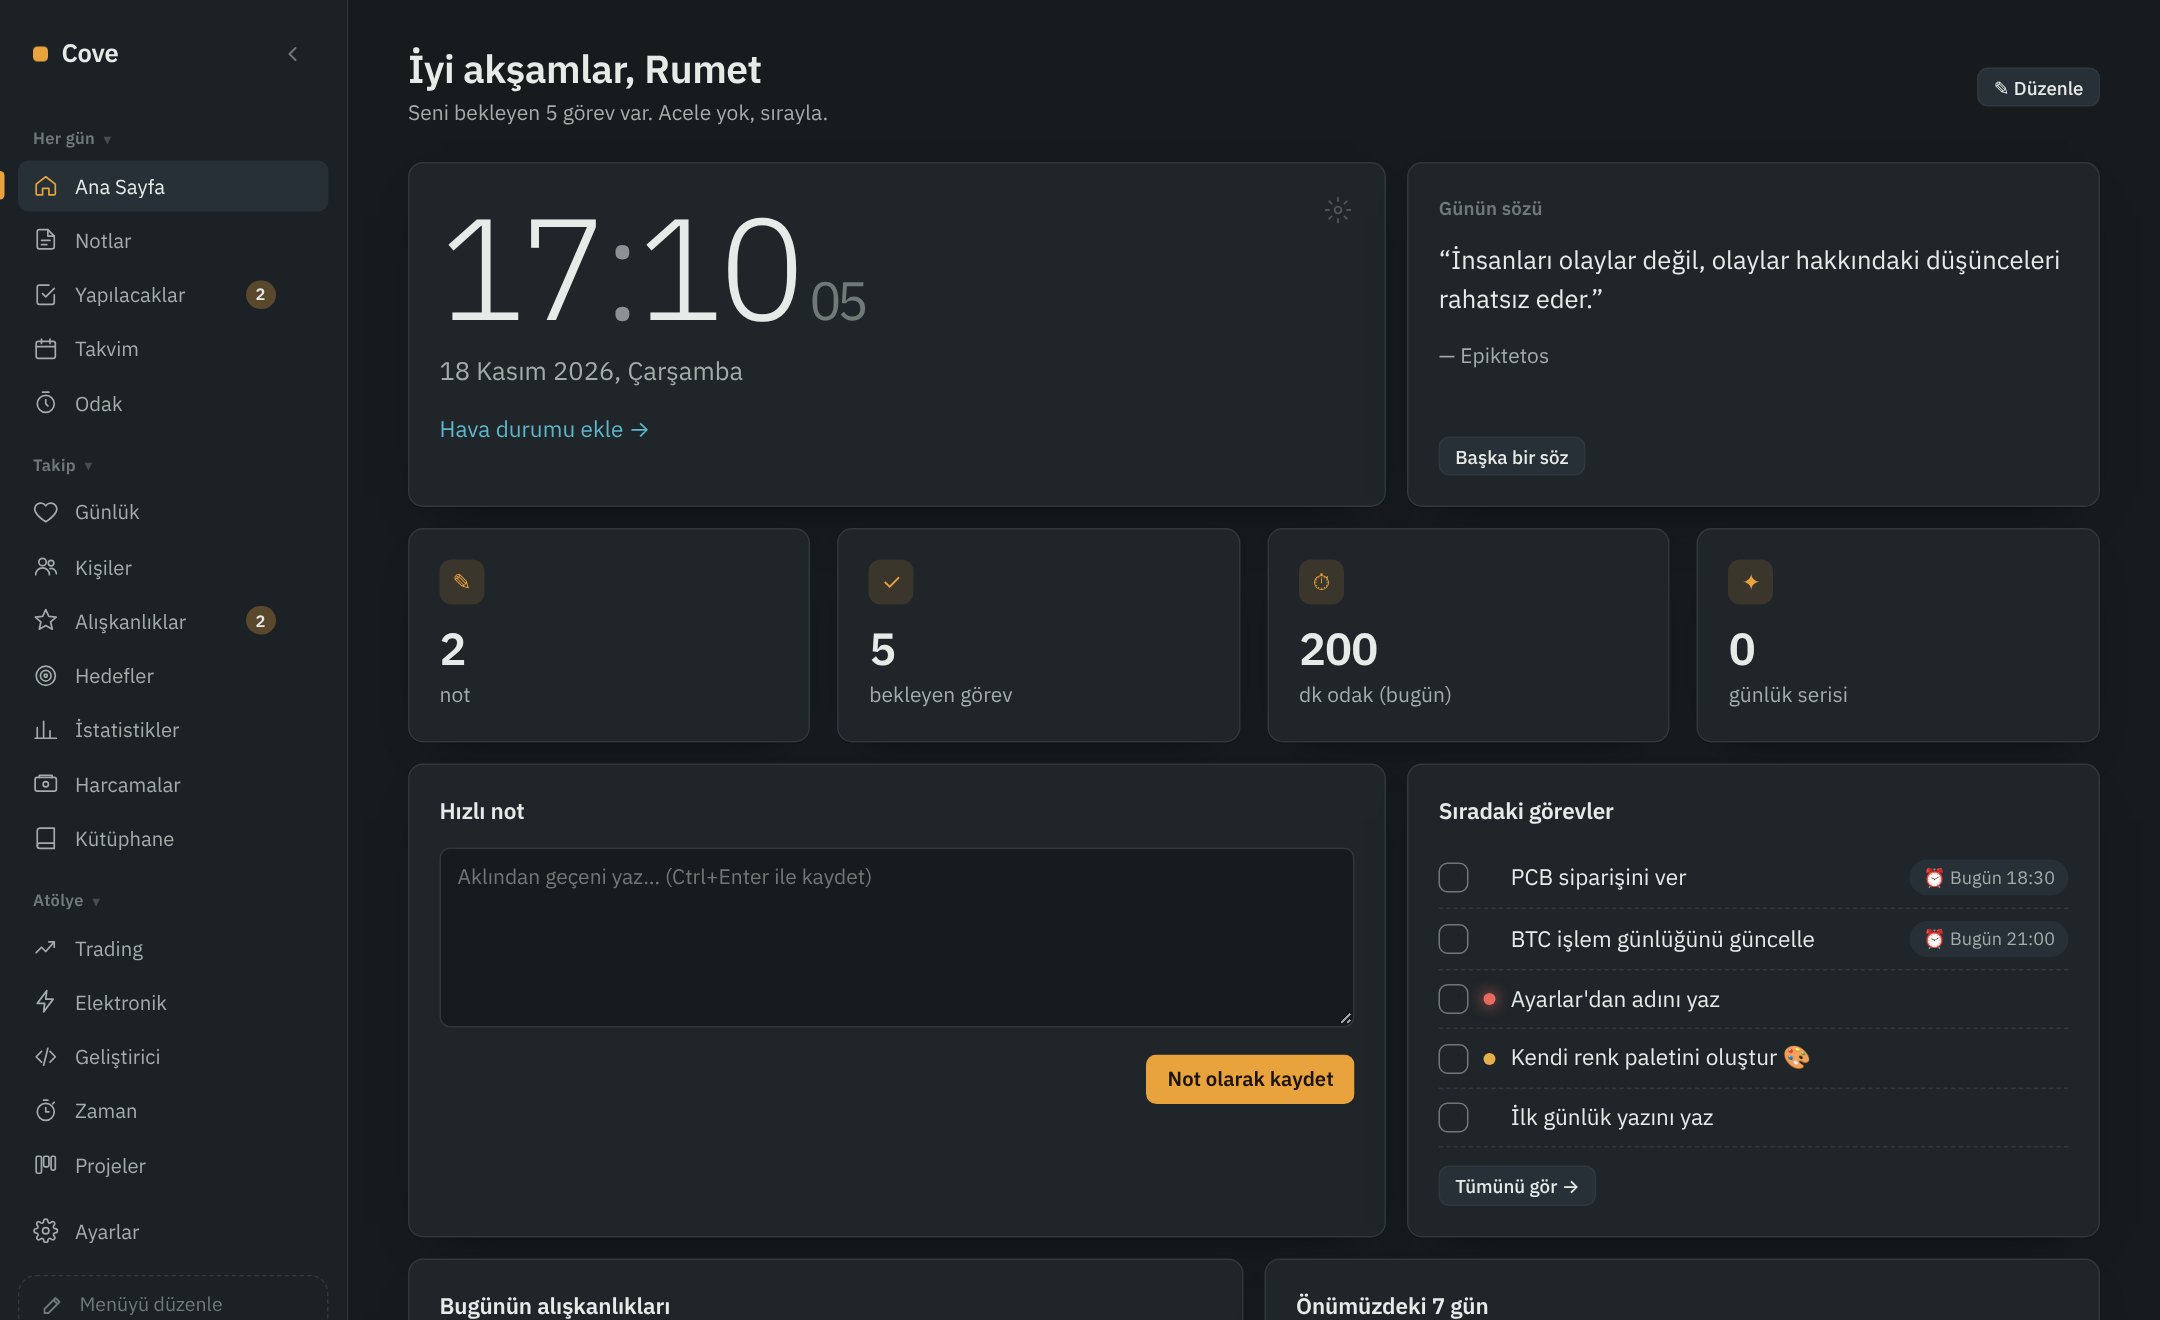 Cove
Her gün
Ana Sayfa
Notlar
Yapılacaklar 2
Takvim
Odak
Takip
Günlük
Kişiler
Alışkanlıklar 2
Hedefler
İstatistikler
Harcamalar
Kütüphane
Atölye
Trading
Elektronik
Geliştirici
Zaman
Projeler
Ayarlar
Menüyü düzenle
İyi akşamlar, Rumet
Seni bekleyen 5 görev var. Acele yok, sırayla.
✎ Düzenle
17:10 05
18 Kasım 2026, Çarşamba
Hava durumu ekle →
Günün sözü
“İnsanları olaylar değil, olaylar hakkındaki düşünceleri
rahatsız eder.”
— Epiktetos
Başka bir söz
2
not
5
bekleyen görev
200
dk odak (bugün)
0
günlük serisi
Hızlı not
Aklından geçeni yaz... (Ctrl+Enter ile kaydet)
Not olarak kaydet
Sıradaki görevler
PCB siparişini ver ⏰ Bugün 18:30
BTC işlem günlüğünü güncelle ⏰ Bugün 21:00
Ayarlar'dan adını yaz
Kendi renk paletini oluştur 🎨
İlk günlük yazını yaz
Tümünü gör →
Bugünün alışkanlıkları
Önümüzdeki 7 gün